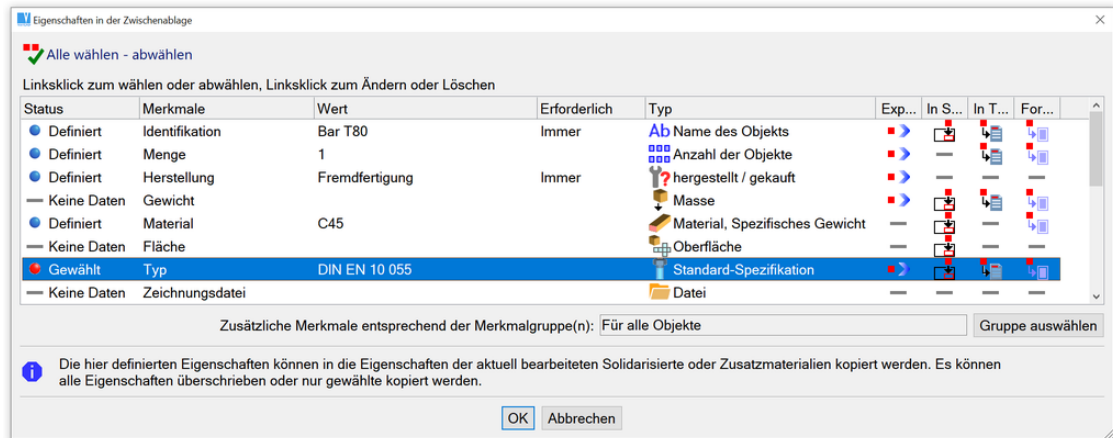 Eigenschaften in der Zwischenablage
Alle wählen - abwählen
Linksklick zum wählen oder abwählen, Linksklick zum Ändern oder Löschen
Status Merkmale Wert Erforderlich Typ Exp... In S... In T... For...
Definiert Identifikation Bar T80 Immer Ab Name des Objekts
Definiert Menge 1 Anzahl der Objekte
Definiert Herstellung Fremdfertigung Immer hergestellt / gekauft
Keine Daten Gewicht Masse
Definiert Material C45 Material, Spezifisches Gewicht
Keine Daten Fläche Oberfläche
Gewählt Typ DIN EN 10 055 Standard-Spezifikation
Keine Daten Zeichnungsdatei Datei
Zusätzliche Merkmale entsprechend der Merkmalgruppe(n): Für alle Objekte Gruppe auswählen
Die hier definierten Eigenschaften können in die Eigenschaften der aktuell bearbeiteten Solidarisierte oder Zusatzmaterialien kopiert werden. Es können
alle Eigenschaften überschrieben oder nur gewählte kopiert werden.
OK Abbrechen